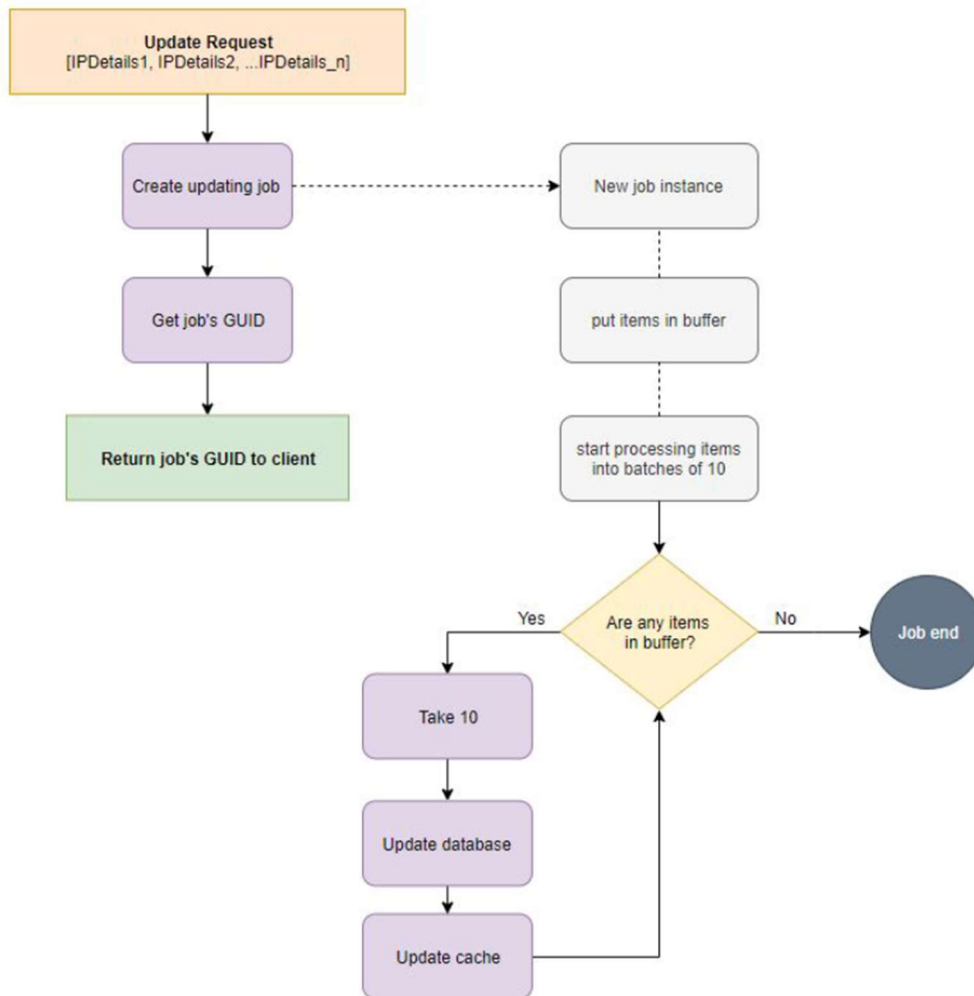 Update Request
[IPDetails1, IPDetails2, ...IPDetails_n]
Create updating job
New job instance
Get job's GUID
put items in buffer
Return job's GUID to client
start processing items
into batches of 10
Yes
Are any items
in buffer?
No
Job end
Take 10
Update database
Update cache